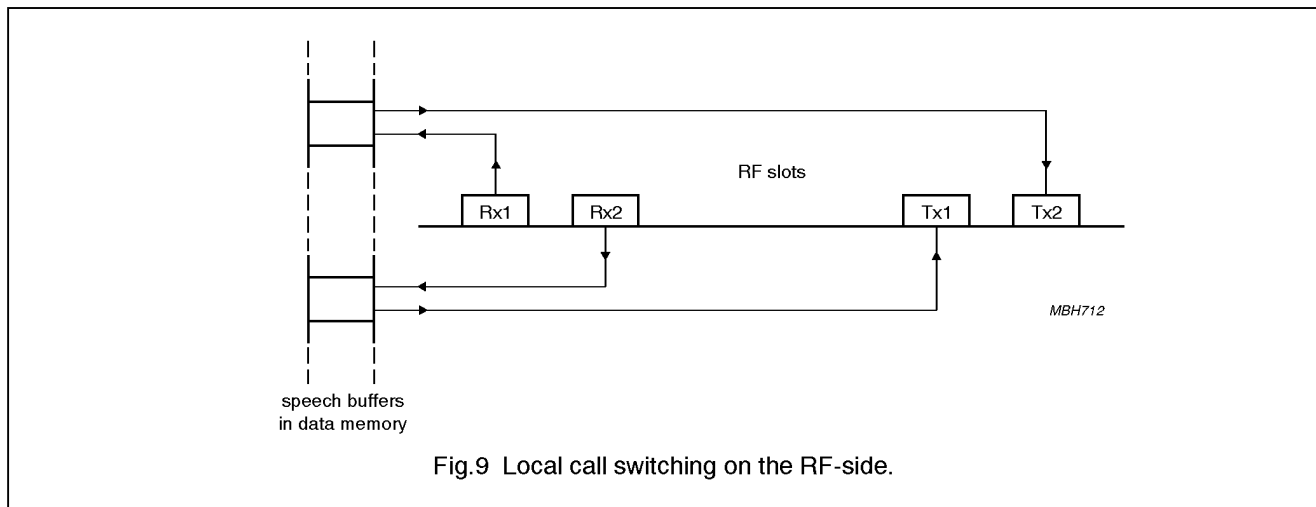 RF slots
Rx1 Rx2 Tx1 Tx2
MBH712
speech buffers
in data memory
Fig.9 Local call switching on the RF-side.